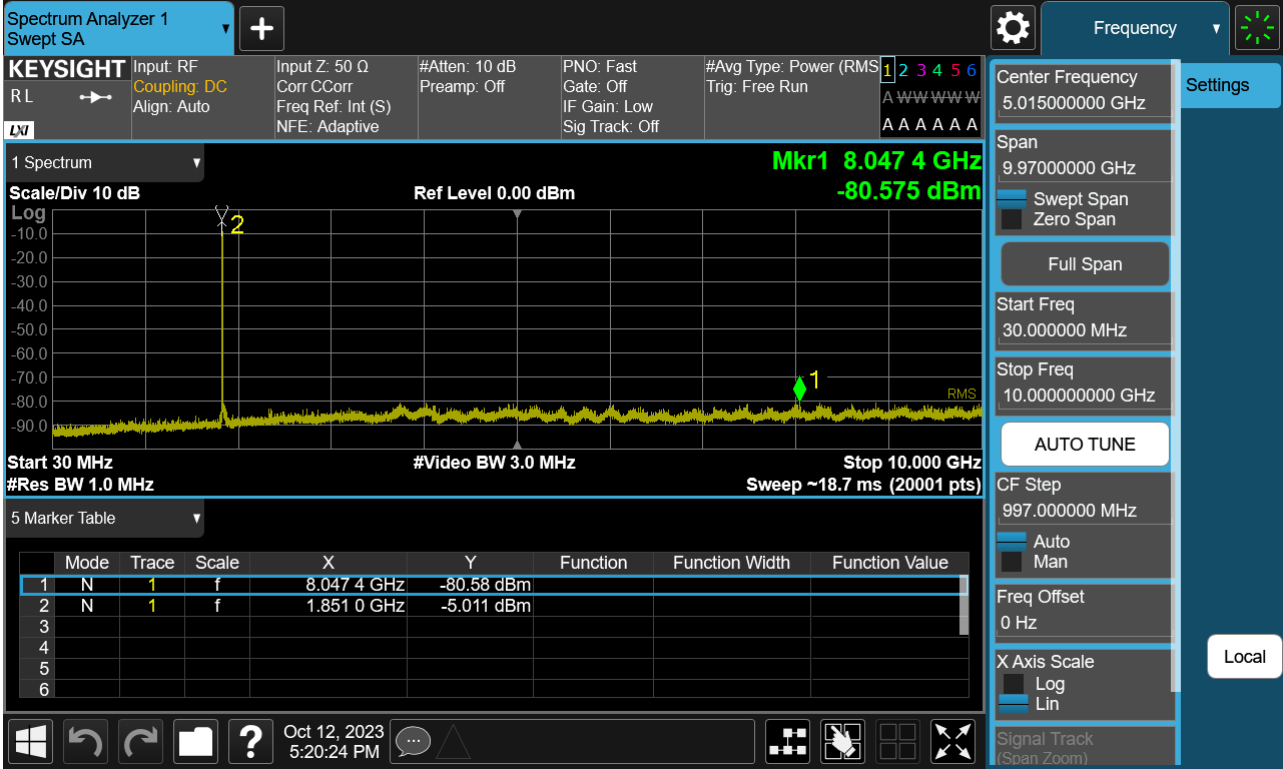 Spectrum Analyzer 1
Swept SA
Frequency
KEYSIGHT
R L
LXI
Input: RF
Coupling: DC
Align: Auto
Input Z: 50 Ω
Corr CCorr
Freq Ref: Int (S)
NFE: Adaptive
#Atten: 10 dB
Preamp: Off
PNO: Fast
Gate: Off
IF Gain: Low
Sig Track: Off
#Avg Type: Power (RMS
Trig: Free Run
1 2 3 4 5 6
A W W W W W
A A A A A A
1 Spectrum
Mkr1 8.047 4 GHz
-80.575 dBm
Scale/Div 10 dB
Ref Level 0.00 dBm
Log
-10.0
-20.0
-30.0
-40.0
-50.0
-60.0
-70.0
-80.0
-90.0
2
1
RMS
Start 30 MHz
#Video BW 3.0 MHz
Stop 10.000 GHz
#Res BW 1.0 MHz
Sweep ~18.7 ms (20001 pts)
5 Marker Table
Mode Trace Scale X Y Function Function Width Function Value
1 N 1 f 8.047 4 GHz -80.58 dBm
2 N 1 f 1.851 0 GHz -5.011 dBm
3
4
5
6
?
Oct 12, 2023
5:20:24 PM
Center Frequency
5.015000000 GHz
Span
9.97000000 GHz
Swept Span
Zero Span
Full Span
Start Freq
30.000000 MHz
Stop Freq
10.000000000 GHz
AUTO TUNE
CF Step
997.000000 MHz
Auto
Man
Freq Offset
0 Hz
X Axis Scale
Log
Lin
Signal Track
(Span Zoom)
Settings
Local